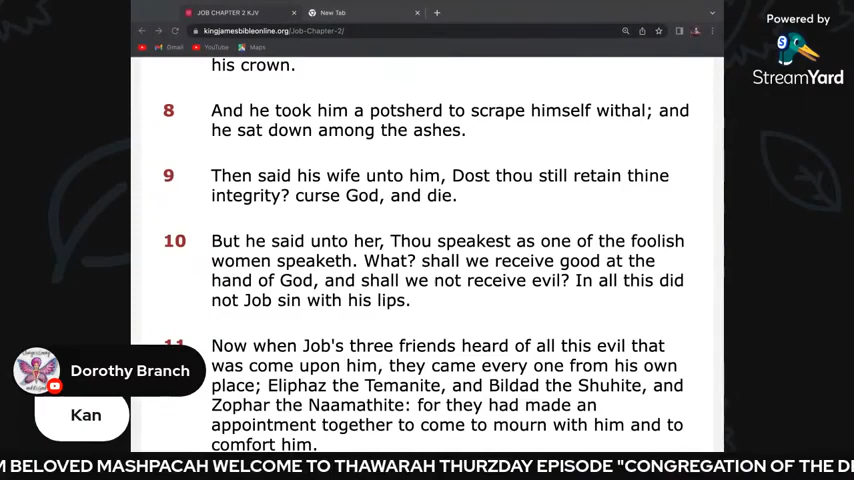 JOB CHAPTER 2 KJV
New Tab
Powered by
kingjamesbibleonline.org/Job-Chapter-2/
Gmail
YouTube
Maps
StreamYard
his crown.
8 And he took him a potsherd to scrape himself withal; and
he sat down among the ashes.
9 Then said his wife unto him, Dost thou still retain thine
integrity? curse God, and die.
10 But he said unto her, Thou speakest as one of the foolish
women speaketh. What? shall we receive good at the
hand of God, and shall we not receive evil? In all this did
not Job sin with his lips.
11 Now when Job's three friends heard of all this evil that
was come upon him, they came every one from his own
place; Eliphaz the Temanite, and Bildad the Shuhite, and
Zophar the Naamathite: for they had made an
appointment together to come to mourn with him and to
comfort him.
Dorothy Branch
Kan
M BELOVED MASHPACAH WELCOME TO THAWARAH THURZDAY EPISODE "CONGREGATION OF THE DE